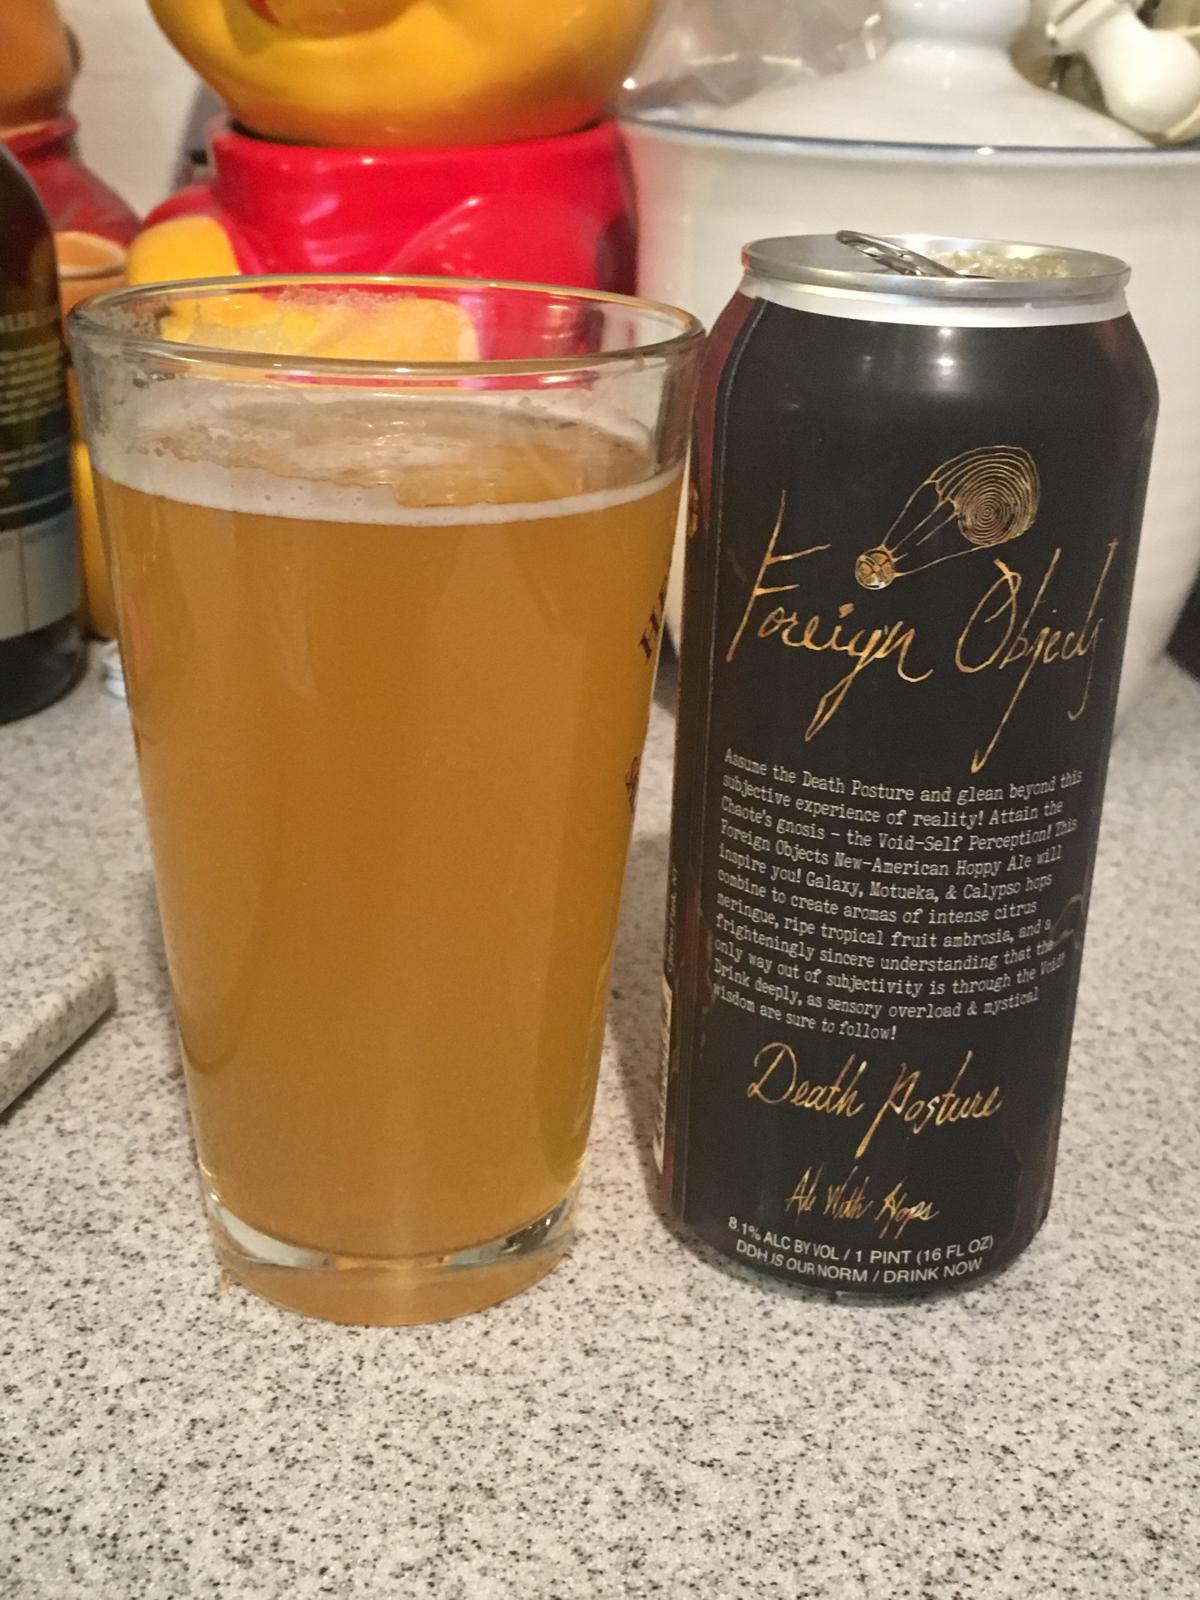 Foreign Objects
Assume the Death Posture and glean beyond this
subjective experience of reality! Attain the
Chaote's gnosis – the Void-Self Perception! This
Foreign Objects New-American Hoppy Ale will
inspire you! Galaxy, Motueka, & Calypso hops
combine to create aromas of intense citrus
meringue, ripe tropical fruit ambrosia, and a
frighteningly sincere understanding that the
only way out of subjectivity is through the Void!
Drink deeply, as sensory overload & mystical
wisdom are sure to follow!
Death Posture
Ale With Hops
8.1% ALC BY VOL / 1 PINT (16 FL OZ)
DDH IS OUR NORM / DRINK NOW